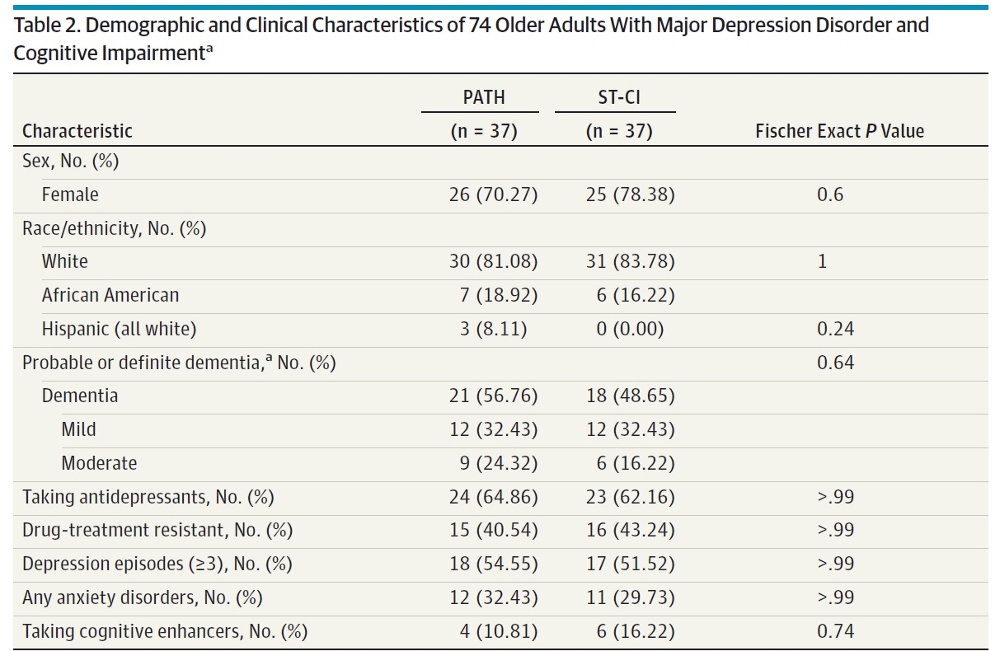 Table 2. Demographic and Clinical Characteristics of 74 Older Adults With Major Depression Disorder and
Cognitive Impairmentᵃ
PATH ST-CI
Characteristic (n = 37) (n = 37) Fischer Exact P Value
Sex, No. (%)
Female 26 (70.27) 25 (78.38) 0.6
Race/ethnicity, No. (%)
White 30 (81.08) 31 (83.78) 1
African American 7 (18.92) 6 (16.22)
Hispanic (all white) 3 (8.11) 0 (0.00) 0.24
Probable or definite dementia,ᵃ No. (%) 0.64
Dementia 21 (56.76) 18 (48.65)
Mild 12 (32.43) 12 (32.43)
Moderate 9 (24.32) 6 (16.22)
Taking antidepressants, No. (%) 24 (64.86) 23 (62.16) >.99
Drug-treatment resistant, No. (%) 15 (40.54) 16 (43.24) >.99
Depression episodes (≥3), No. (%) 18 (54.55) 17 (51.52) >.99
Any anxiety disorders, No. (%) 12 (32.43) 11 (29.73) >.99
Taking cognitive enhancers, No. (%) 4 (10.81) 6 (16.22) 0.74